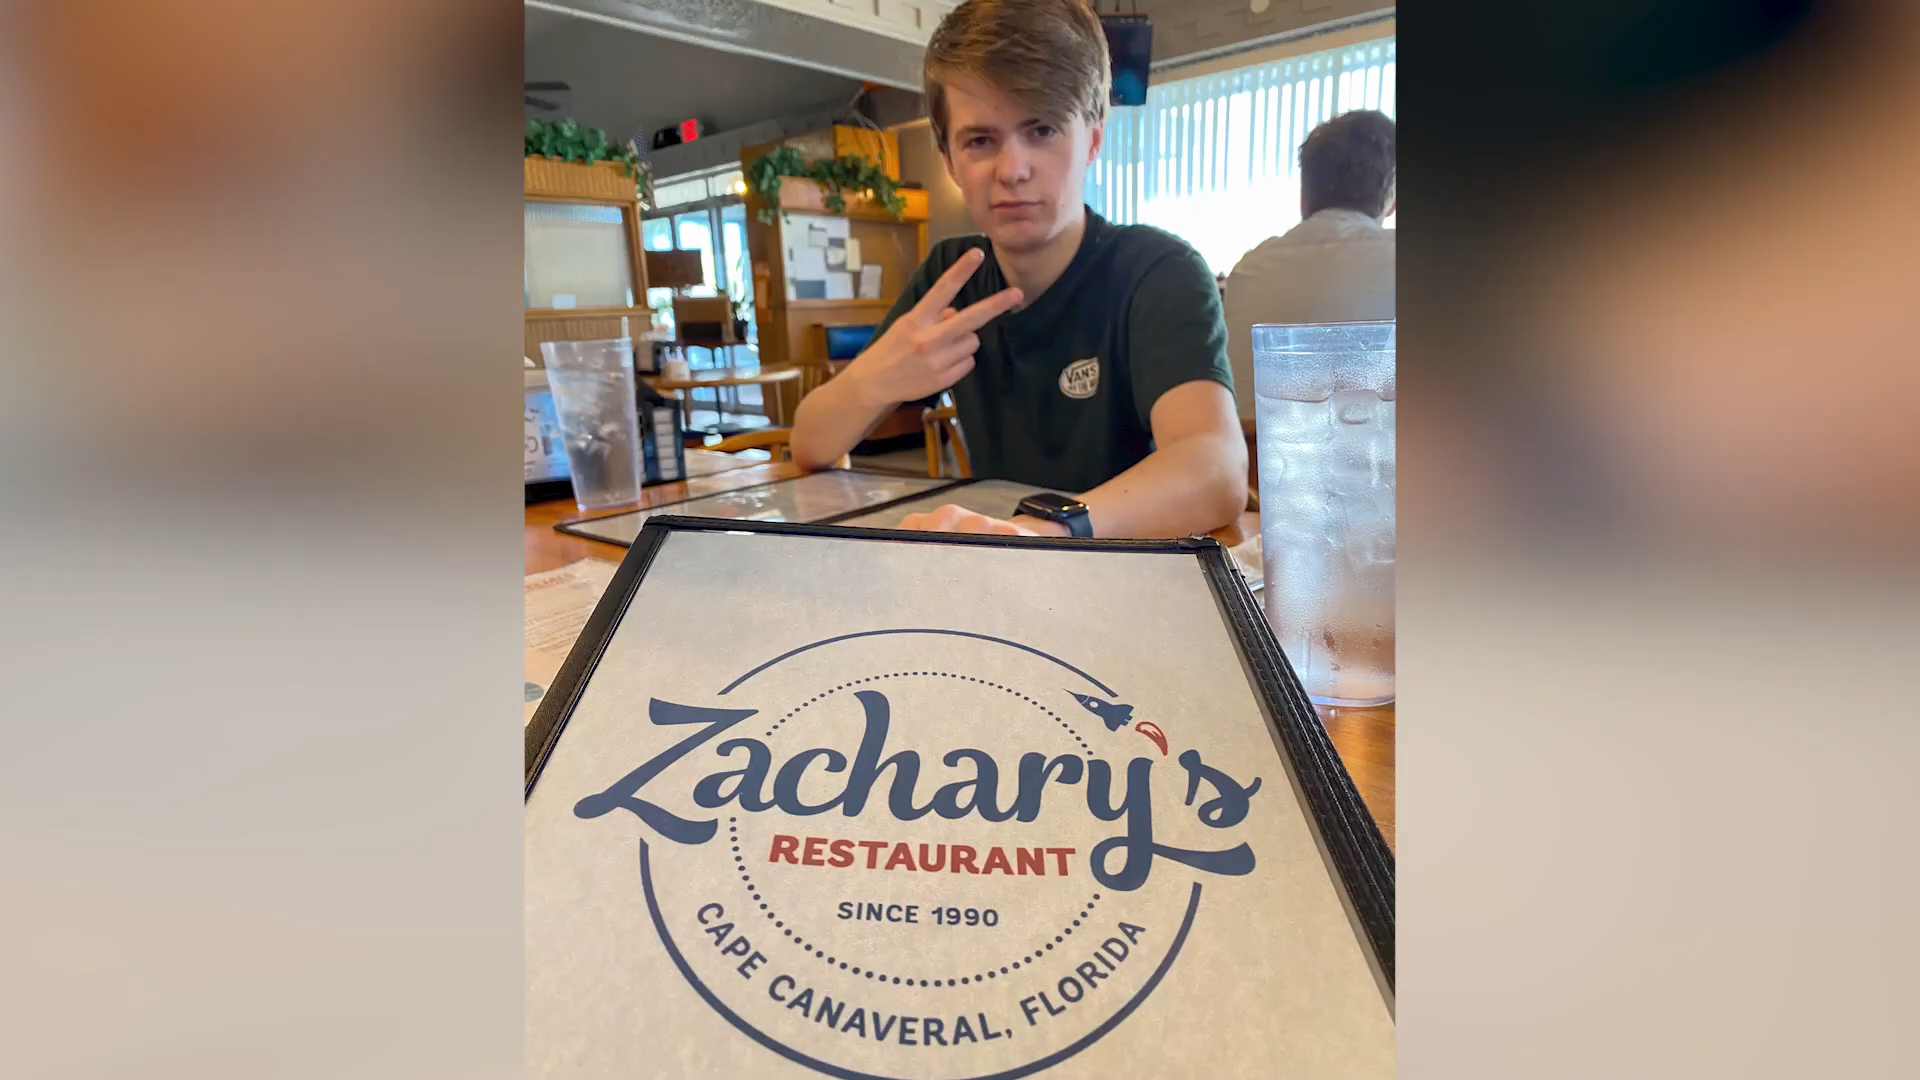 VANS
Zachary's
RESTAURANT
SINCE 1990
CAPE CANAVERAL, FLORIDA